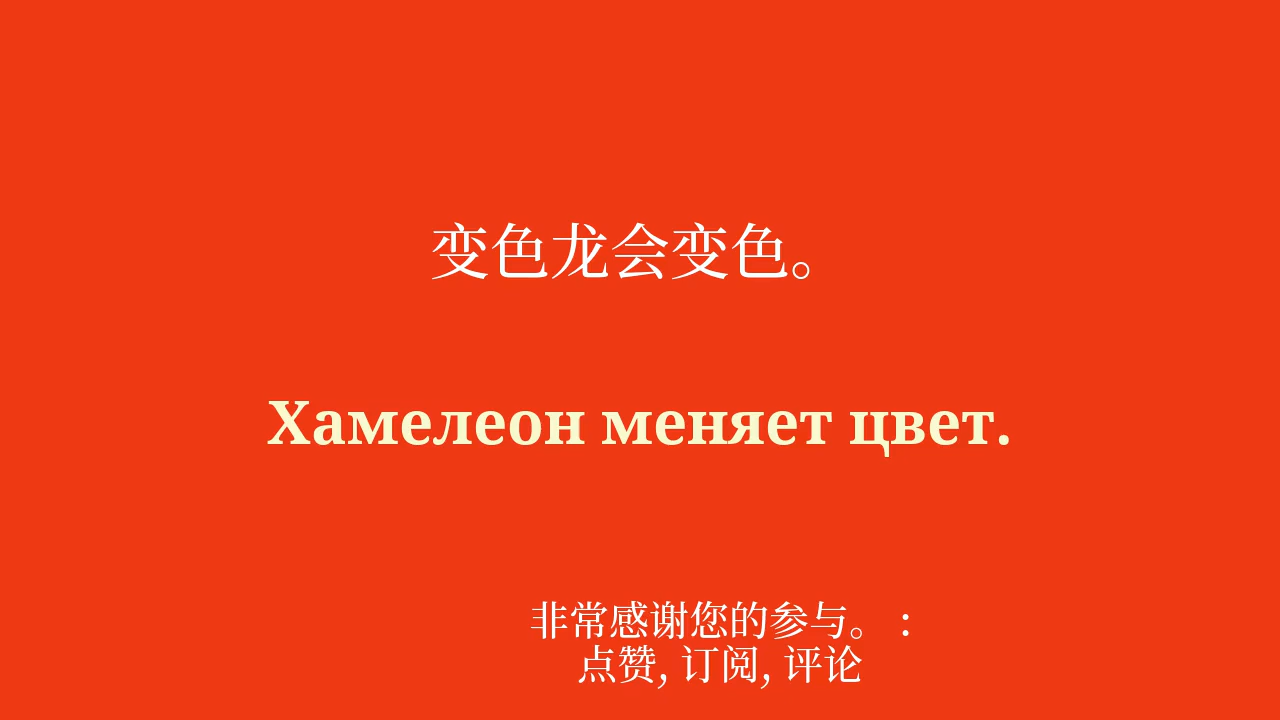 变色龙会变色。
Хамелеон меняет цвет.
非常感谢您的参与。 :
点赞, 订阅, 评论